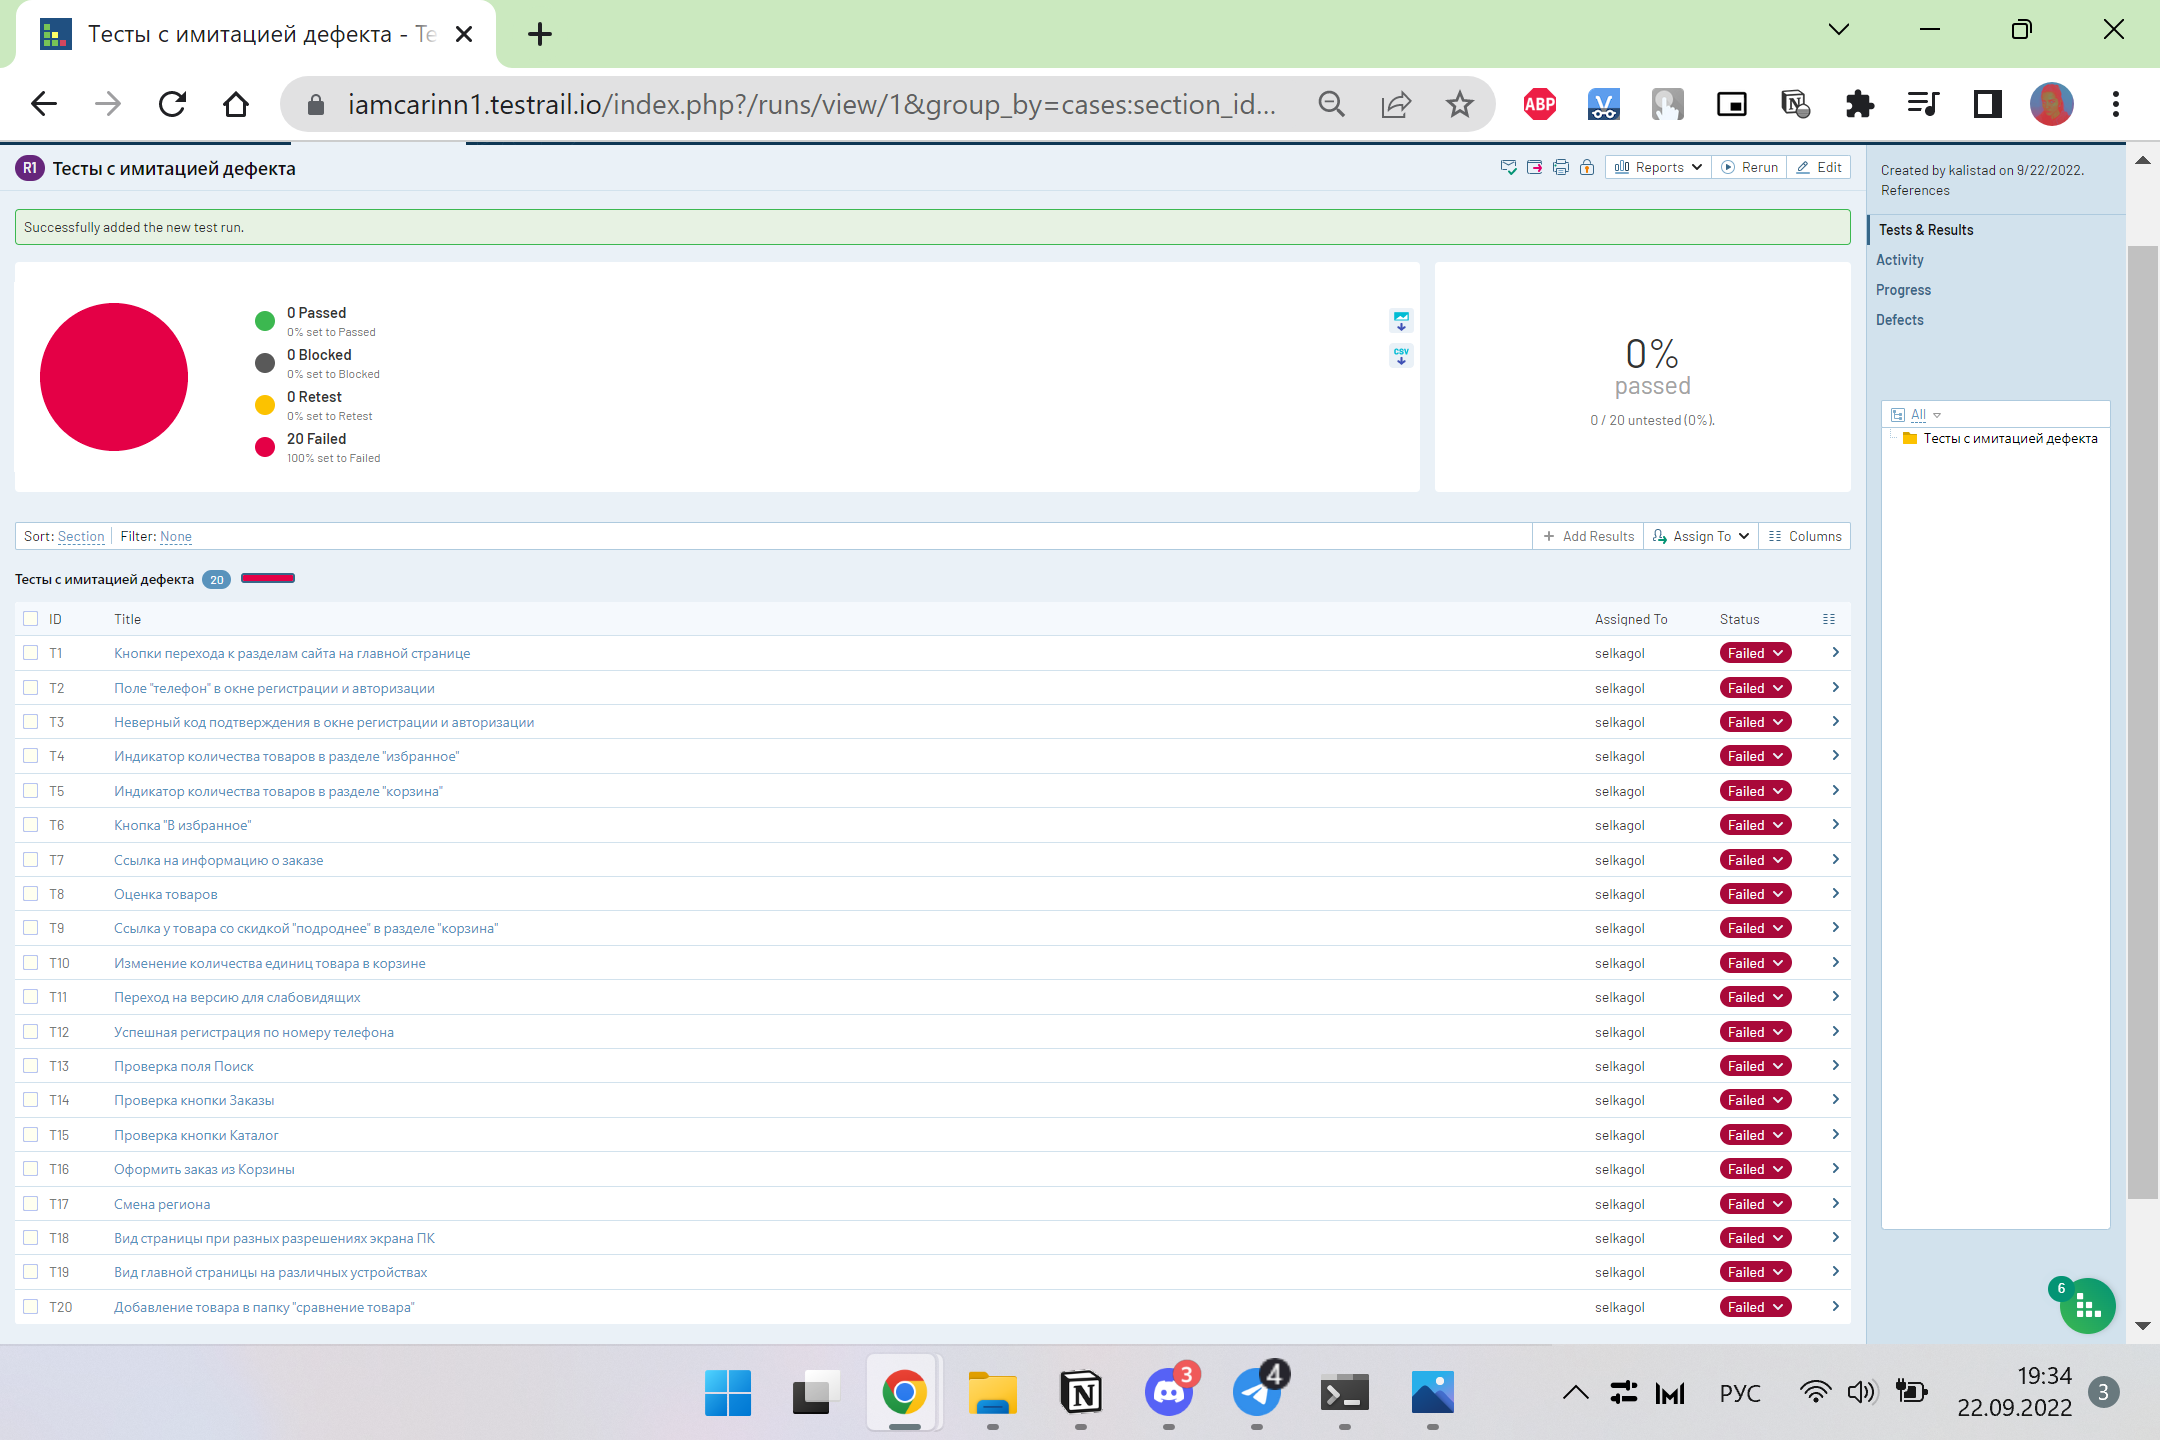 Тесты с имитацией дефекта - Te
iamcarinn1.testrail.io/index.php?/runs/view/1&group_by=cases:section_id...
ABP
R1 Тесты с имитацией дефекта
Reports Rerun Edit
Created by kalistad on 9/22/2022.
References
Successfully added the new test run.
Tests & Results
Activity
Progress
Defects
0 Passed
0% set to Passed
0 Blocked
0% set to Blocked
0 Retest
0% set to Retest
20 Failed
100% set to Failed
CSV
0%
passed
0 / 20 untested (0%).
All
Тесты с имитацией дефекта
Sort: Section Filter: None
Add Results Assign To Columns
Тесты с имитацией дефекта 20
ID Title Assigned To Status
T1 Кнопки перехода к разделам сайта на главной странице selkagol Failed
T2 Поле "телефон" в окне регистрации и авторизации selkagol Failed
T3 Неверный код подтверждения в окне регистрации и авторизации selkagol Failed
T4 Индикатор количества товаров в разделе "избранное" selkagol Failed
T5 Индикатор количества товаров в разделе "корзина" selkagol Failed
T6 Кнопка "В избранное" selkagol Failed
T7 Ссылка на информацию о заказе selkagol Failed
T8 Оценка товаров selkagol Failed
T9 Ссылка у товара со скидкой "подроднее" в разделе "корзина" selkagol Failed
T10 Изменение количества единиц товара в корзине selkagol Failed
T11 Переход на версию для слабовидящих selkagol Failed
T12 Успешная регистрация по номеру телефона selkagol Failed
T13 Проверка поля Поиск selkagol Failed
T14 Проверка кнопки Заказы selkagol Failed
T15 Проверка кнопки Каталог selkagol Failed
T16 Оформить заказ из Корзины selkagol Failed
T17 Смена региона selkagol Failed
T18 Вид страницы при разных разрешениях экрана ПК selkagol Failed
T19 Вид главной страницы на различных устройствах selkagol Failed
T20 Добавление товара в папку "сравнение товара" selkagol Failed
6
3
4
РУС
19:34
22.09.2022
3